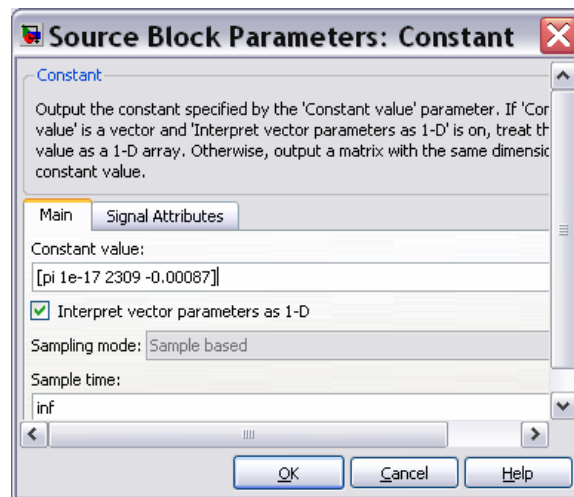 Source Block Parameters: Constant
Constant
Output the constant specified by the 'Constant value' parameter. If 'Con
value' is a vector and 'Interpret vector parameters as 1-D' is on, treat th
value as a 1-D array. Otherwise, output a matrix with the same dimensio
constant value.
Main Signal Attributes
Constant value:
[pi 1e-17 2309 -0.00087]
Interpret vector parameters as 1-D
Sampling mode: Sample based
Sample time:
inf
OK Cancel Help